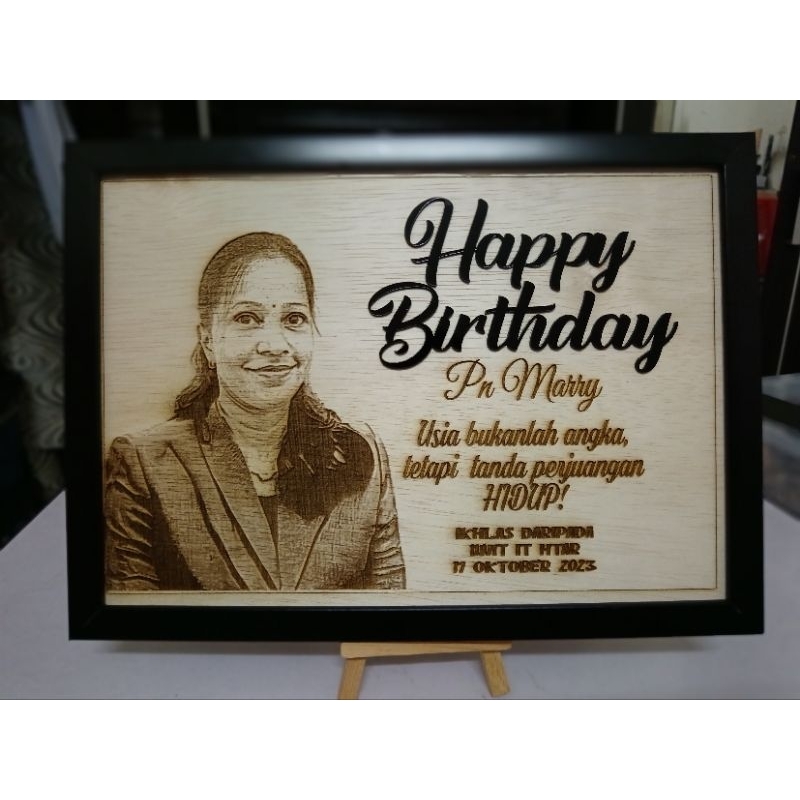 Happy
Birthday
Pn Marry
Usia bukanlah angka,
tetapi tanda perjuangan
HIDUP!
IKHLAS DARIPADA
UNIT IT HTAR
17 OKTOBER 2023